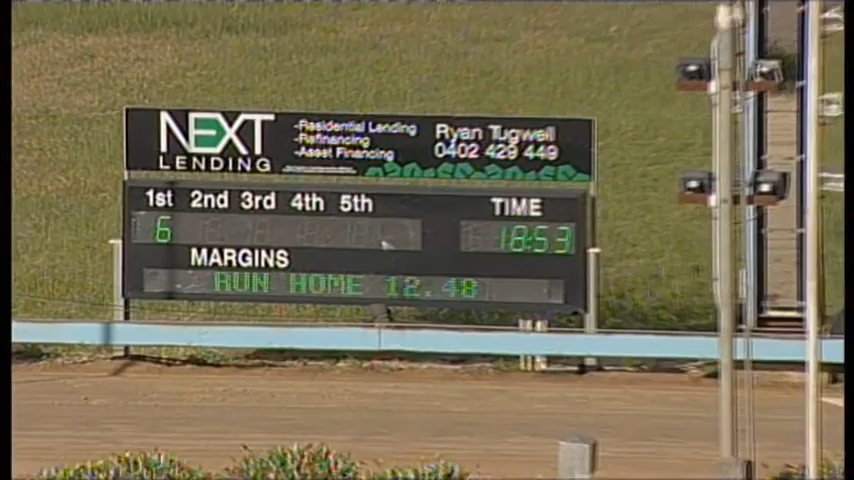 NEXT
LENDING
-Residential Lending
-Refinancing
-Asset Financing
Ryan Tugwell
0402 429 449
1st 2nd 3rd 4th 5th TIME
6 18:53
MARGINS
RUN HOME 12.48